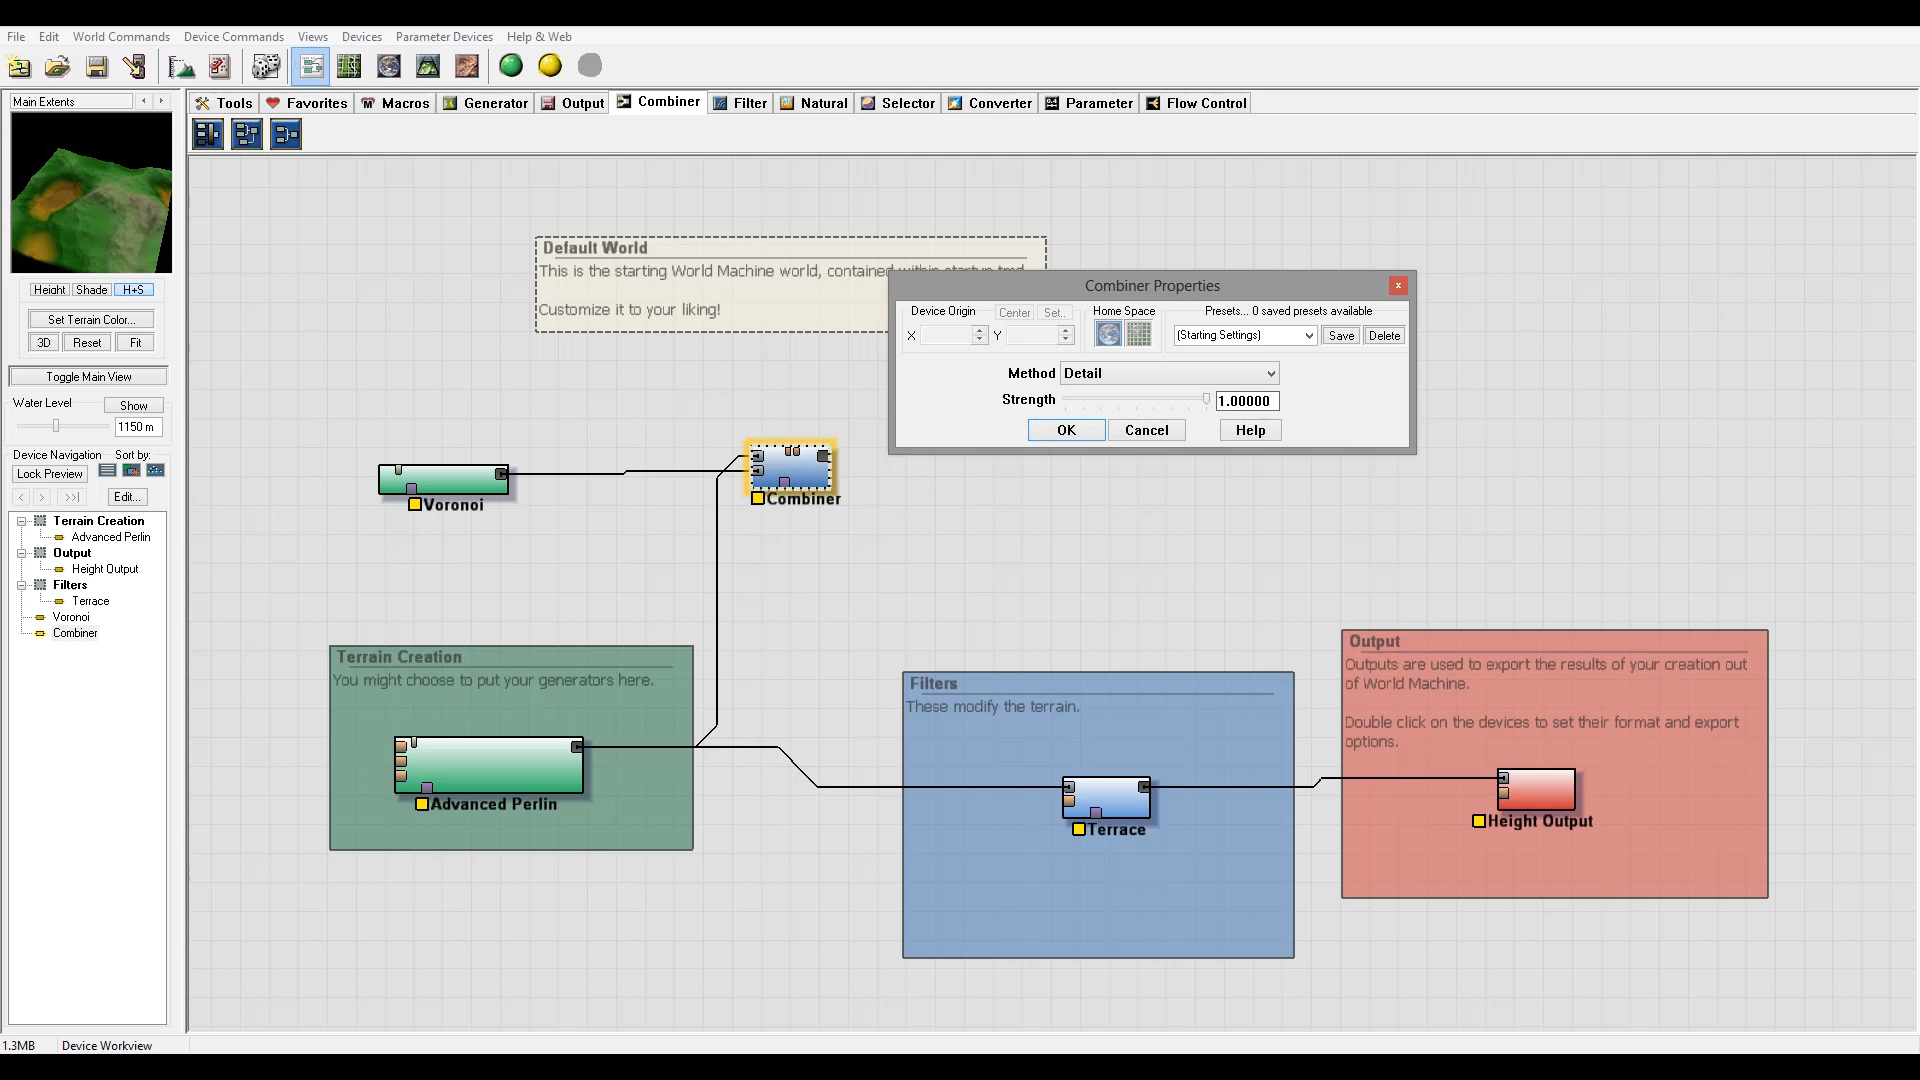 File Edit World Commands Device Commands Views Devices Parameter Devices Help & Web
Main Extents
Tools Favorites Macros Generator Output Combiner Filter Natural Selector Converter Parameter Flow Control
Height Shade H+S
Set Terrain Color...
3D Reset Fit
Toggle Main View
Water Level Show
1150 m
Device Navigation Sort by:
Lock Preview
Edit...
Terrain Creation
Advanced Perlin
Output
Height Output
Filters
Terrace
Voronoi
Combiner
Default World
This is the starting World Machine world, contained within startup.tmd
Customize it to your liking!
Combiner Properties
Device Origin Center Set.. Home Space Presets... 0 saved presets available
X Y (Starting Settings) Save Delete
Method Detail
Strength 1.00000
OK Cancel Help
Voronoi
Combiner
Terrain Creation
You might choose to put your generators here.
Advanced Perlin
Filters
These modify the terrain.
Terrace
Output
Outputs are used to export the results of your creation out
of World Machine.
Double click on the devices to set their format and export
options.
Height Output
1.3MB Device Workview